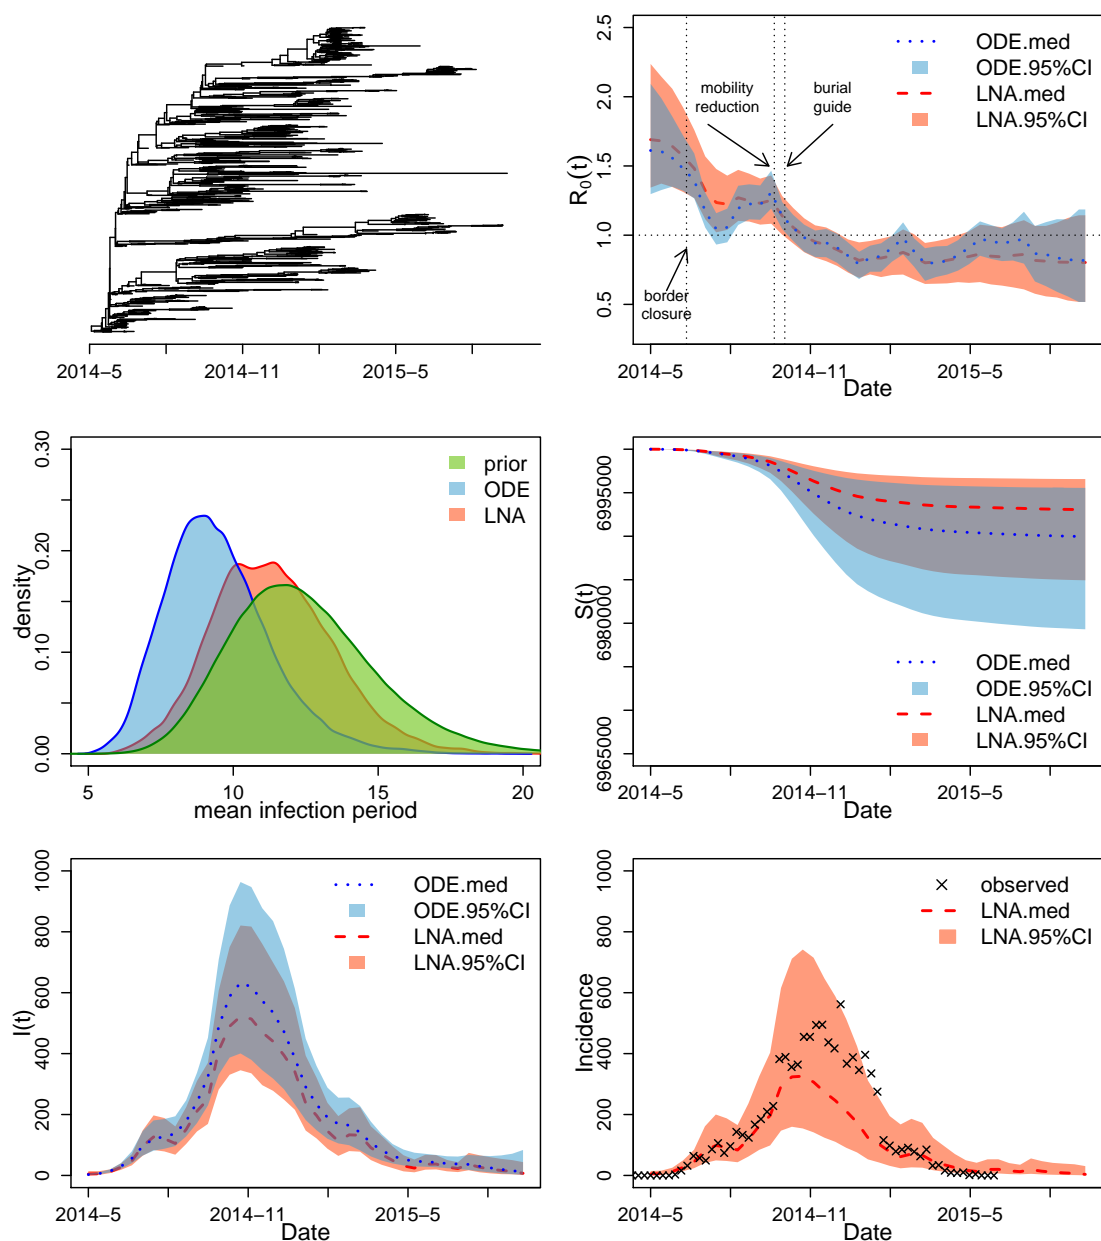 2014−5
2014−11
2015−5
2.5
2.0
1.5
1.0
0.5
R0(t)
ODE.med
ODE.95%CI
LNA.med
LNA.95%CI
mobility
reduction
burial
guide
border
closure
2014−5
2014−11
2015−5
Date
0.30
0.20
0.10
0.00
density
prior
ODE
LNA
5
10
15
20
mean infection period
6995000
6980000
6965000
S(t)
ODE.med
ODE.95%CI
LNA.med
LNA.95%CI
2014−5
2014−11
2015−5
Date
1000
800
600
400
200
0
I(t)
ODE.med
ODE.95%CI
LNA.med
LNA.95%CI
2014−5
2014−11
2015−5
Date
1000
800
600
400
200
0
Incidence
observed
LNA.med
LNA.95%CI
2014−5
2014−11
2015−5
Date